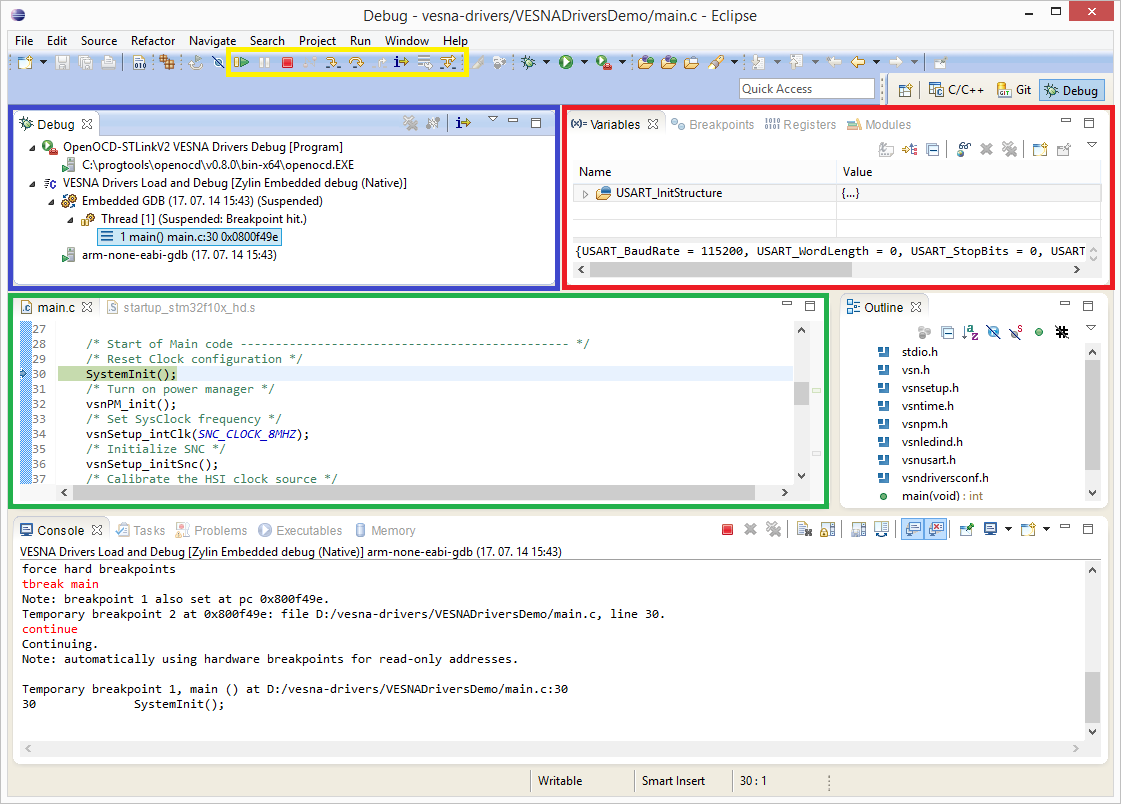 Debug - vesna-drivers/VESNADriversDemo/main.c - Eclipse
File Edit Source Refactor Navigate Search Project Run Window Help
Quick Access
C/C++ Git Debug
Debug
OpenOCD-STLinkV2 VESNA Drivers Debug [Program]
C:\progtools\openocd\v0.8.0\bin-x64\openocd.EXE
VESNA Drivers Load and Debug [Zylin Embedded debug (Native)]
Embedded GDB (17. 07. 14 15:43) (Suspended)
Thread [1] (Suspended: Breakpoint hit.)
1 main() main.c:30 0x0800f49e
arm-none-eabi-gdb (17. 07. 14 15:43)
(x)= Variables Breakpoints Registers Modules
Name Value
USART_InitStructure {...}
{USART_BaudRate = 115200, USART_WordLength = 0, USART_StopBits = 0, USART
main.c startup_stm32f10x_hd.s
27
28 /* Start of Main code ---------------------------------------------- */
29 /* Reset Clock configuration */
30 SystemInit();
31 /* Turn on power manager */
32 vsnPM_init();
33 /* Set SysClock frequency */
34 vsnSetup_intClk(SNC_CLOCK_8MHZ);
35 /* Initialize SNC */
36 vsnSetup_initSnc();
37 /* Calibrate the HSI clock source */
Outline
stdio.h
vsn.h
vsnsetup.h
vsntime.h
vsnpm.h
vsnledind.h
vsnusart.h
vsndriversconf.h
main(void) : int
Console Tasks Problems Executables Memory
VESNA Drivers Load and Debug [Zylin Embedded debug (Native)] arm-none-eabi-gdb (17. 07. 14 15:43)
force hard breakpoints
tbreak main
Note: breakpoint 1 also set at pc 0x800f49e.
Temporary breakpoint 2 at 0x800f49e: file D:/vesna-drivers/VESNADriversDemo/main.c, line 30.
continue
Continuing.
Note: automatically using hardware breakpoints for read-only addresses.
Temporary breakpoint 1, main () at D:/vesna-drivers/VESNADriversDemo/main.c:30
30 SystemInit();
Writable Smart Insert 30 : 1